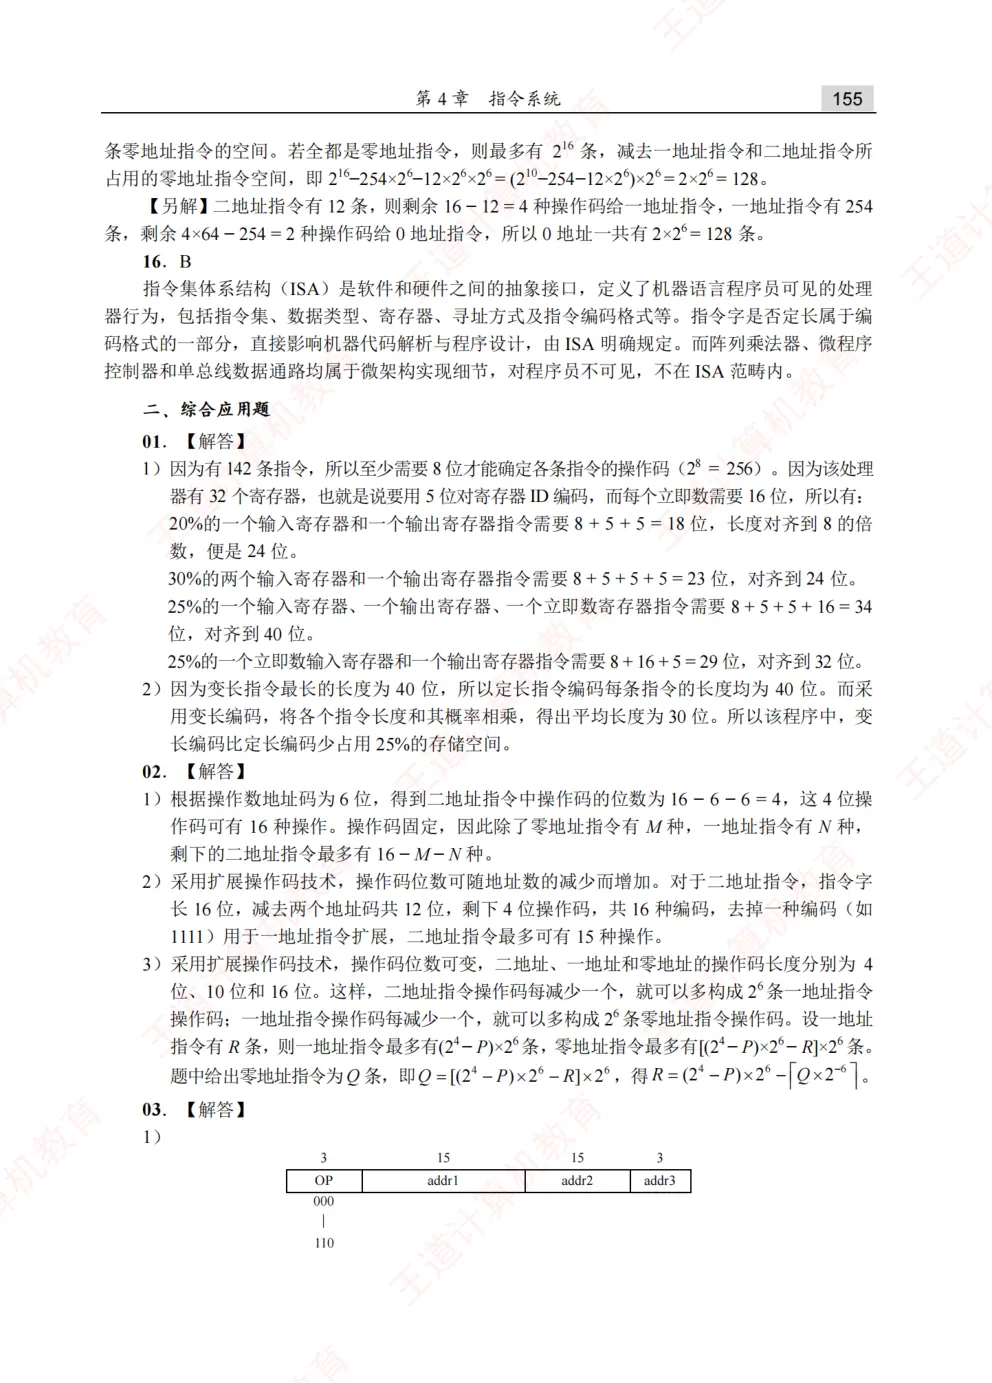 第 4 章 指令系统 155
条零地址指令的空间。若全都是零地址指令，则最多有 2¹⁶ 条，减去一地址指令和二地址指令所
占用的零地址指令空间，即 2¹⁶−254×2⁶−12×2⁶×2⁶ = (2¹⁰−254−12×2⁶)×2⁶ = 2×2⁶ = 128。
【另解】二地址指令有 12 条，则剩余 16 − 12 = 4 种操作码给一地址指令，一地址指令有 254
条，剩余 4×64 − 254 = 2 种操作码给 0 地址指令，所以 0 地址一共有 2×2⁶ = 128 条。
16．B
指令集体系结构（ISA）是软件和硬件之间的抽象接口，定义了机器语言程序员可见的处理
器行为，包括指令集、数据类型、寄存器、寻址方式及指令编码格式等。指令字是否定长属于编
码格式的一部分，直接影响机器代码解析与程序设计，由 ISA 明确规定。而阵列乘法器、微程序
控制器和单总线数据通路均属于微架构实现细节，对程序员不可见，不在 ISA 范畴内。
二、综合应用题
01．【解答】
1）因为有 142 条指令，所以至少需要 8 位才能确定各条指令的操作码（2⁸ = 256）。因为该处理
器有 32 个寄存器，也就是说要用 5 位对寄存器 ID 编码，而每个立即数需要 16 位，所以有：
20%的一个输入寄存器和一个输出寄存器指令需要 8 + 5 + 5 = 18 位，长度对齐到 8 的倍
数，便是 24 位。
30%的两个输入寄存器和一个输出寄存器指令需要 8 + 5 + 5 + 5 = 23 位，对齐到 24 位。
25%的一个输入寄存器、一个输出寄存器、一个立即数寄存器指令需要 8 + 5 + 5 + 16 = 34
位，对齐到 40 位。
25%的一个立即数输入寄存器和一个输出寄存器指令需要 8 + 16 + 5 = 29 位，对齐到 32 位。
2）因为变长指令最长的长度为 40 位，所以定长指令编码每条指令的长度均为 40 位。而采
用变长编码，将各个指令长度和其概率相乘，得出平均长度为 30 位。所以该程序中，变
长编码比定长编码少占用 25%的存储空间。
02．【解答】
1）根据操作数地址码为 6 位，得到二地址指令中操作码的位数为 16 − 6 − 6 = 4，这 4 位操
作码可有 16 种操作。操作码固定，因此除了零地址指令有 M 种，一地址指令有 N 种，
剩下的二地址指令最多有 16 − M − N 种。
2）采用扩展操作码技术，操作码位数可随地址数的减少而增加。对于二地址指令，指令字
长 16 位，减去两个地址码共 12 位，剩下 4 位操作码，共 16 种编码，去掉一种编码（如
1111）用于一地址指令扩展，二地址指令最多可有 15 种操作。
3）采用扩展操作码技术，操作码位数可变，二地址、一地址和零地址的操作码长度分别为 4
位、10 位和 16 位。这样，二地址指令操作码每减少一个，就可以多构成 2⁶ 条一地址指令
操作码；一地址指令操作码每减少一个，就可以多构成 2⁶ 条零地址指令操作码。设一地址
指令有 R 条，则一地址指令最多有(2⁴ − P)×2⁶ 条，零地址指令最多有[(2⁴ − P)×2⁶ − R]×2⁶ 条。
题中给出零地址指令为 Q 条，即 Q = [(2⁴ − P)×2⁶ − R]×2⁶，得 R = (2⁴ − P)×2⁶ − ⌈Q×2⁻⁶⌉。
03．【解答】
1）
3 15 15 3
OP addr1 addr2 addr3
000
|
110